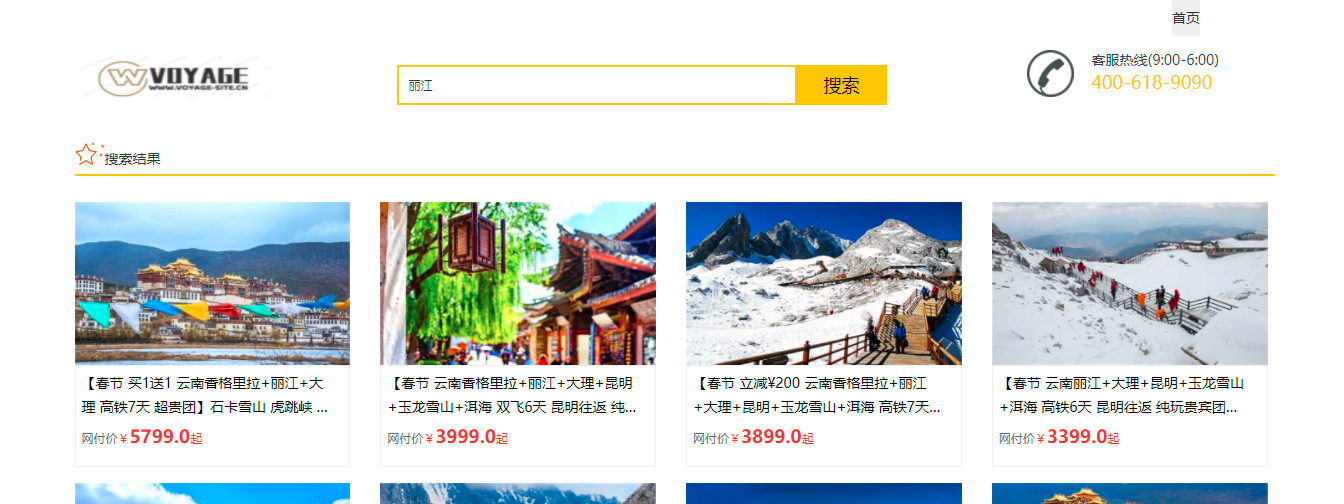 首页
VOYAGE
WWW.VOYAGE-SITE.CN
丽江
搜索
客服热线(9:00-6:00)
400-618-9090
搜索结果
【春节 买1送1 云南香格里拉+丽江+大
理 高铁7天 超贵团】石卡雪山 虎跳峡 ...
网付价 ¥ 5799.0起
【春节 云南香格里拉+丽江+大理+昆明
+玉龙雪山+洱海 双飞6天 昆明往返 纯...
网付价 ¥ 3999.0起
【春节 立减¥200 云南香格里拉+丽江
+大理+昆明+玉龙雪山+洱海 高铁7天...
网付价 ¥ 3899.0起
【春节 云南丽江+大理+昆明+玉龙雪山
+洱海 高铁6天 昆明往返 纯玩贵宾团...
网付价 ¥ 3399.0起